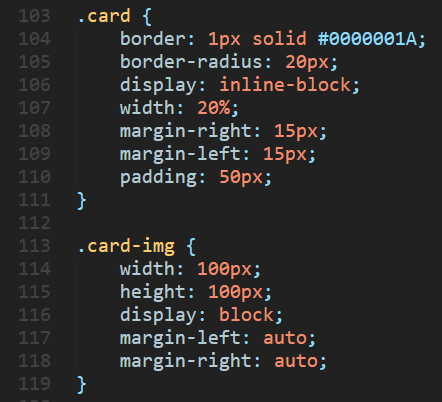 103 .card {
104     border: 1px solid #0000001A;
105     border-radius: 20px;
106     display: inline-block;
107     width: 20%;
108     margin-right: 15px;
109     margin-left: 15px;
110     padding: 50px;
111 }
112
113 .card-img {
114     width: 100px;
115     height: 100px;
116     display: block;
117     margin-left: auto;
118     margin-right: auto;
119 }